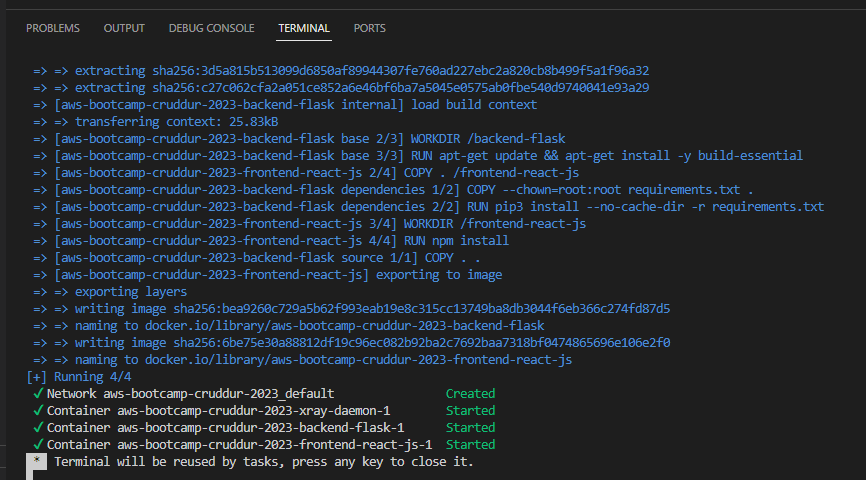 PROBLEMS OUTPUT DEBUG CONSOLE TERMINAL PORTS
=> => extracting sha256:3d5a815b513099d6850af89944307fe760ad227ebc2a820cb8b499f5a1f96a32
=> => extracting sha256:c27c062cfa2a051ce852a6e46bf6ba7a5045e0575ab0fbe540d9740041e93a29
=> [aws-bootcamp-cruddur-2023-backend-flask internal] load build context
=> => transferring context: 25.83kB
=> [aws-bootcamp-cruddur-2023-backend-flask base 2/3] WORKDIR /backend-flask
=> [aws-bootcamp-cruddur-2023-backend-flask base 3/3] RUN apt-get update && apt-get install -y build-essential
=> [aws-bootcamp-cruddur-2023-frontend-react-js 2/4] COPY . /frontend-react-js
=> [aws-bootcamp-cruddur-2023-backend-flask dependencies 1/2] COPY --chown=root:root requirements.txt .
=> [aws-bootcamp-cruddur-2023-backend-flask dependencies 2/2] RUN pip3 install --no-cache-dir -r requirements.txt
=> [aws-bootcamp-cruddur-2023-frontend-react-js 3/4] WORKDIR /frontend-react-js
=> [aws-bootcamp-cruddur-2023-frontend-react-js 4/4] RUN npm install
=> [aws-bootcamp-cruddur-2023-backend-flask source 1/1] COPY . .
=> [aws-bootcamp-cruddur-2023-frontend-react-js] exporting to image
=> => exporting layers
=> => writing image sha256:bea9260c729a5b62f993eab19e8c315cc13749ba8db3044f6eb366c274fd87d5
=> => naming to docker.io/library/aws-bootcamp-cruddur-2023-backend-flask
=> => writing image sha256:6be75e30a88812df19c96ec082b92ba2c7692baa7318bf0474865696e106e2f0
=> => naming to docker.io/library/aws-bootcamp-cruddur-2023-frontend-react-js
[+] Running 4/4
✓ Network aws-bootcamp-cruddur-2023_default Created
✓ Container aws-bootcamp-cruddur-2023-xray-daemon-1 Started
✓ Container aws-bootcamp-cruddur-2023-backend-flask-1 Started
✓ Container aws-bootcamp-cruddur-2023-frontend-react-js-1 Started
* Terminal will be reused by tasks, press any key to close it.